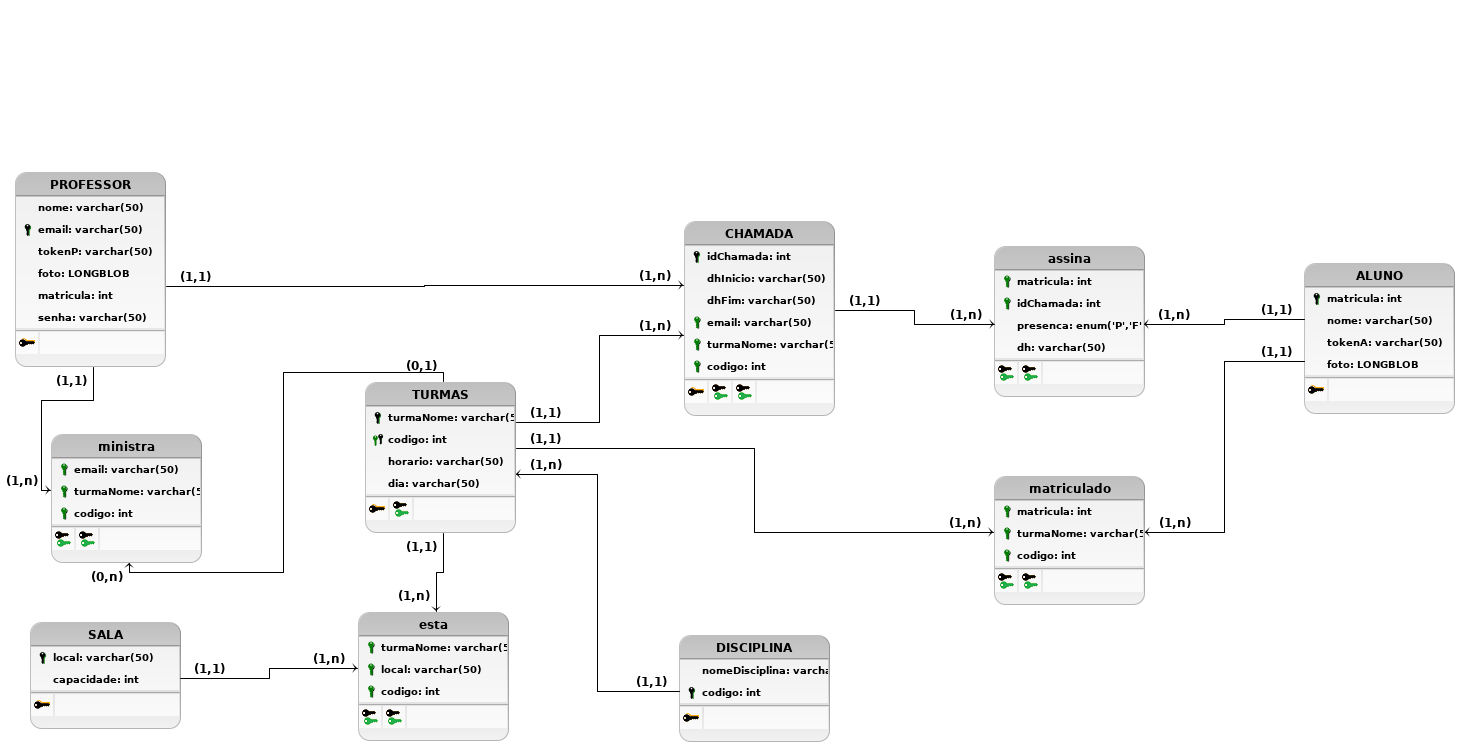 PROFESSOR
nome: varchar(50)
email: varchar(50)
tokenP: varchar(50)
foto: LONGBLOB
matricula: int
senha: varchar(50)
(1,1)
(1,n)
(1,1)
(1,n)
CHAMADA
idChamada: int
dhInicio: varchar(50)
dhFim: varchar(50)
email: varchar(50)
turmaNome: varchar(5
codigo: int
(1,n)
(1,1)
(1,n)
assina
matricula: int
idChamada: int
presenca: enum('P','F'
dh: varchar(50)
(1,n)
(1,1)
(1,1)
ALUNO
matricula: int
nome: varchar(50)
tokenA: varchar(50)
foto: LONGBLOB
ministra
email: varchar(50)
turmaNome: varchar(5
codigo: int
(0,n)
(0,1)
TURMAS
turmaNome: varchar(5
codigo: int
horario: varchar(50)
dia: varchar(50)
(1,1)
(1,1)
(1,n)
(1,1)
(1,n)
matriculado
matricula: int
turmaNome: varchar(5
codigo: int
(1,n)
(1,n)
SALA
local: varchar(50)
capacidade: int
(1,1)
(1,n)
esta
turmaNome: varchar(5
local: varchar(50)
codigo: int
(1,1)
DISCIPLINA
nomeDisciplina: varcha
codigo: int